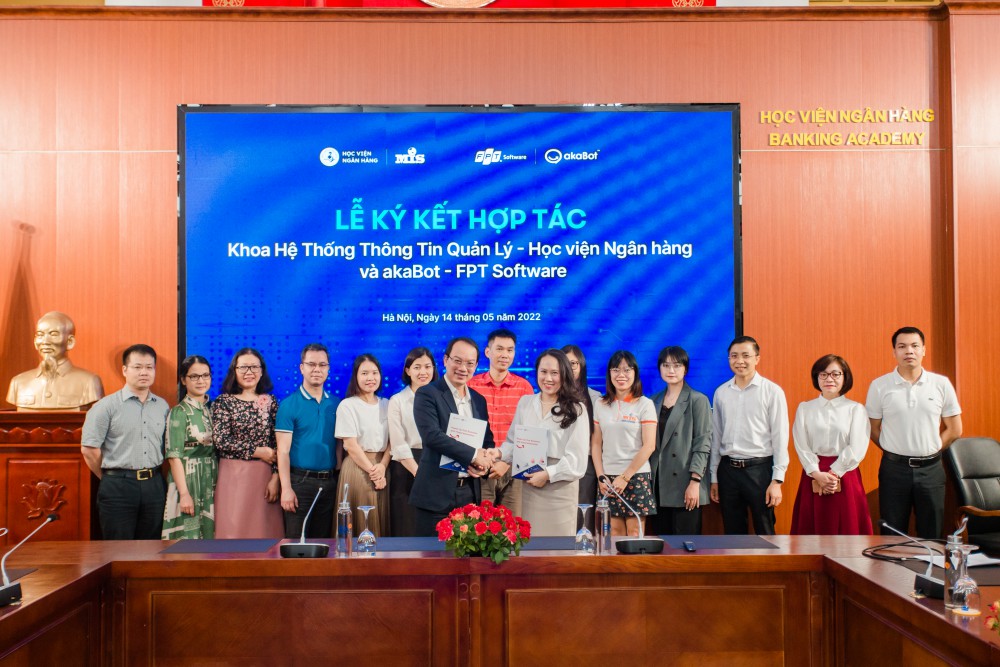 HỌC VIỆN NGÂN HÀNG
BANKING ACADEMY
HỌC VIỆN
NGÂN HÀNG
MIS
FPT Software
akaBot
LỄ KÝ KẾT HỢP TÁC
Khoa Hệ Thống Thông Tin Quản Lý - Học viện Ngân hàng
và akaBot - FPT Software
Hà Nội, Ngày 14 tháng 05 năm 2022